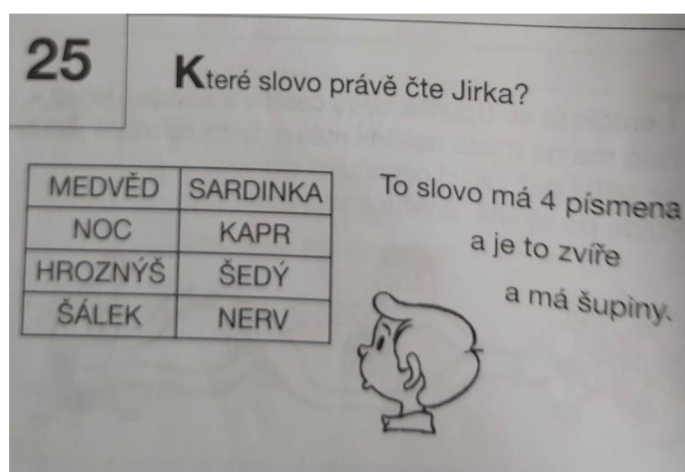 25
Které slovo právě čte Jirka?
MEDVĚD SARDINKA
NOC KAPR
HROZNÝŠ ŠEDÝ
ŠÁLEK NERV
To slovo má 4 písmena
a je to zvíře
a má šupiny.